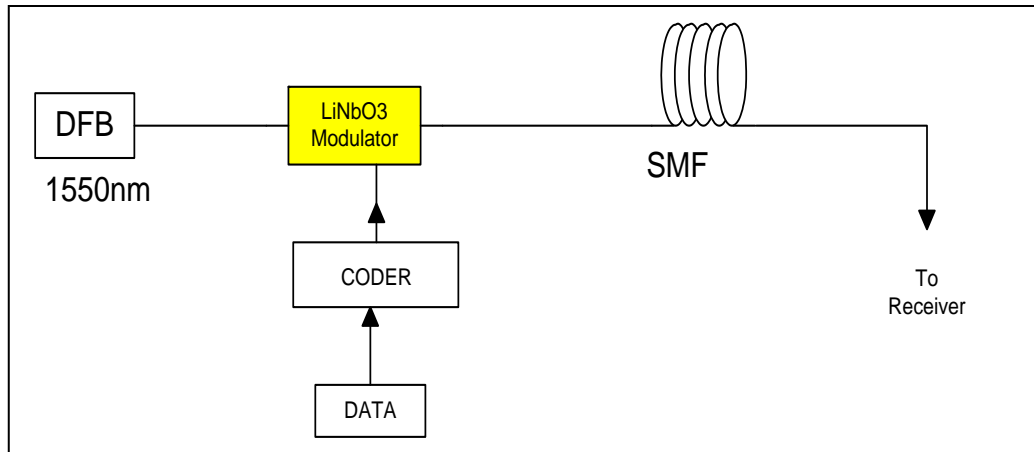 DFB
1550nm
LiNbO3
Modulator
SMF
CODER
DATA
To
Receiver